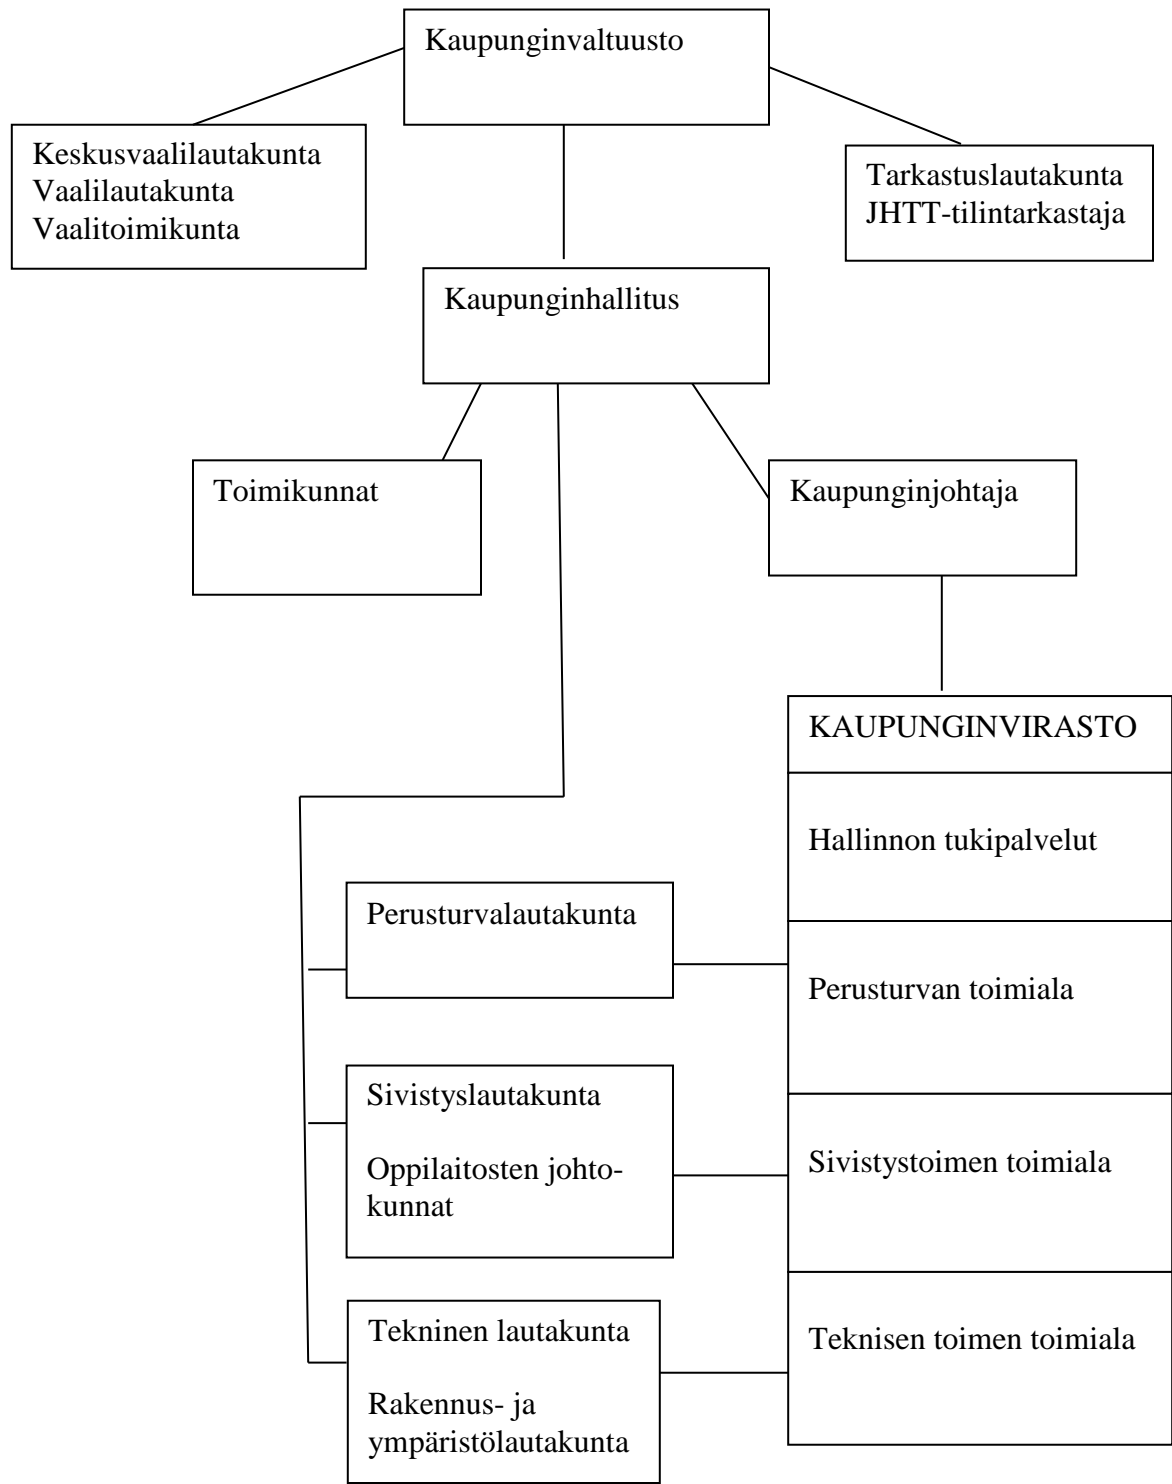 Kaupunginvaltuusto
Keskusvaalilautakunta
Vaalilautakunta
Vaalitoimikunta
Tarkastuslautakunta
JHTT-tilintarkastaja
Kaupunginhallitus
Toimikunnat
Kaupunginjohtaja
KAUPUNGINVIRASTO
Hallinnon tukipalvelut
Perusturvalautakunta
Perusturvan toimiala
Sivistyslautakunta
Oppilaitosten johto-
kunnat
Sivistystoimen toimiala
Tekninen lautakunta
Rakennus- ja
ympäristölautakunta
Teknisen toimen toimiala